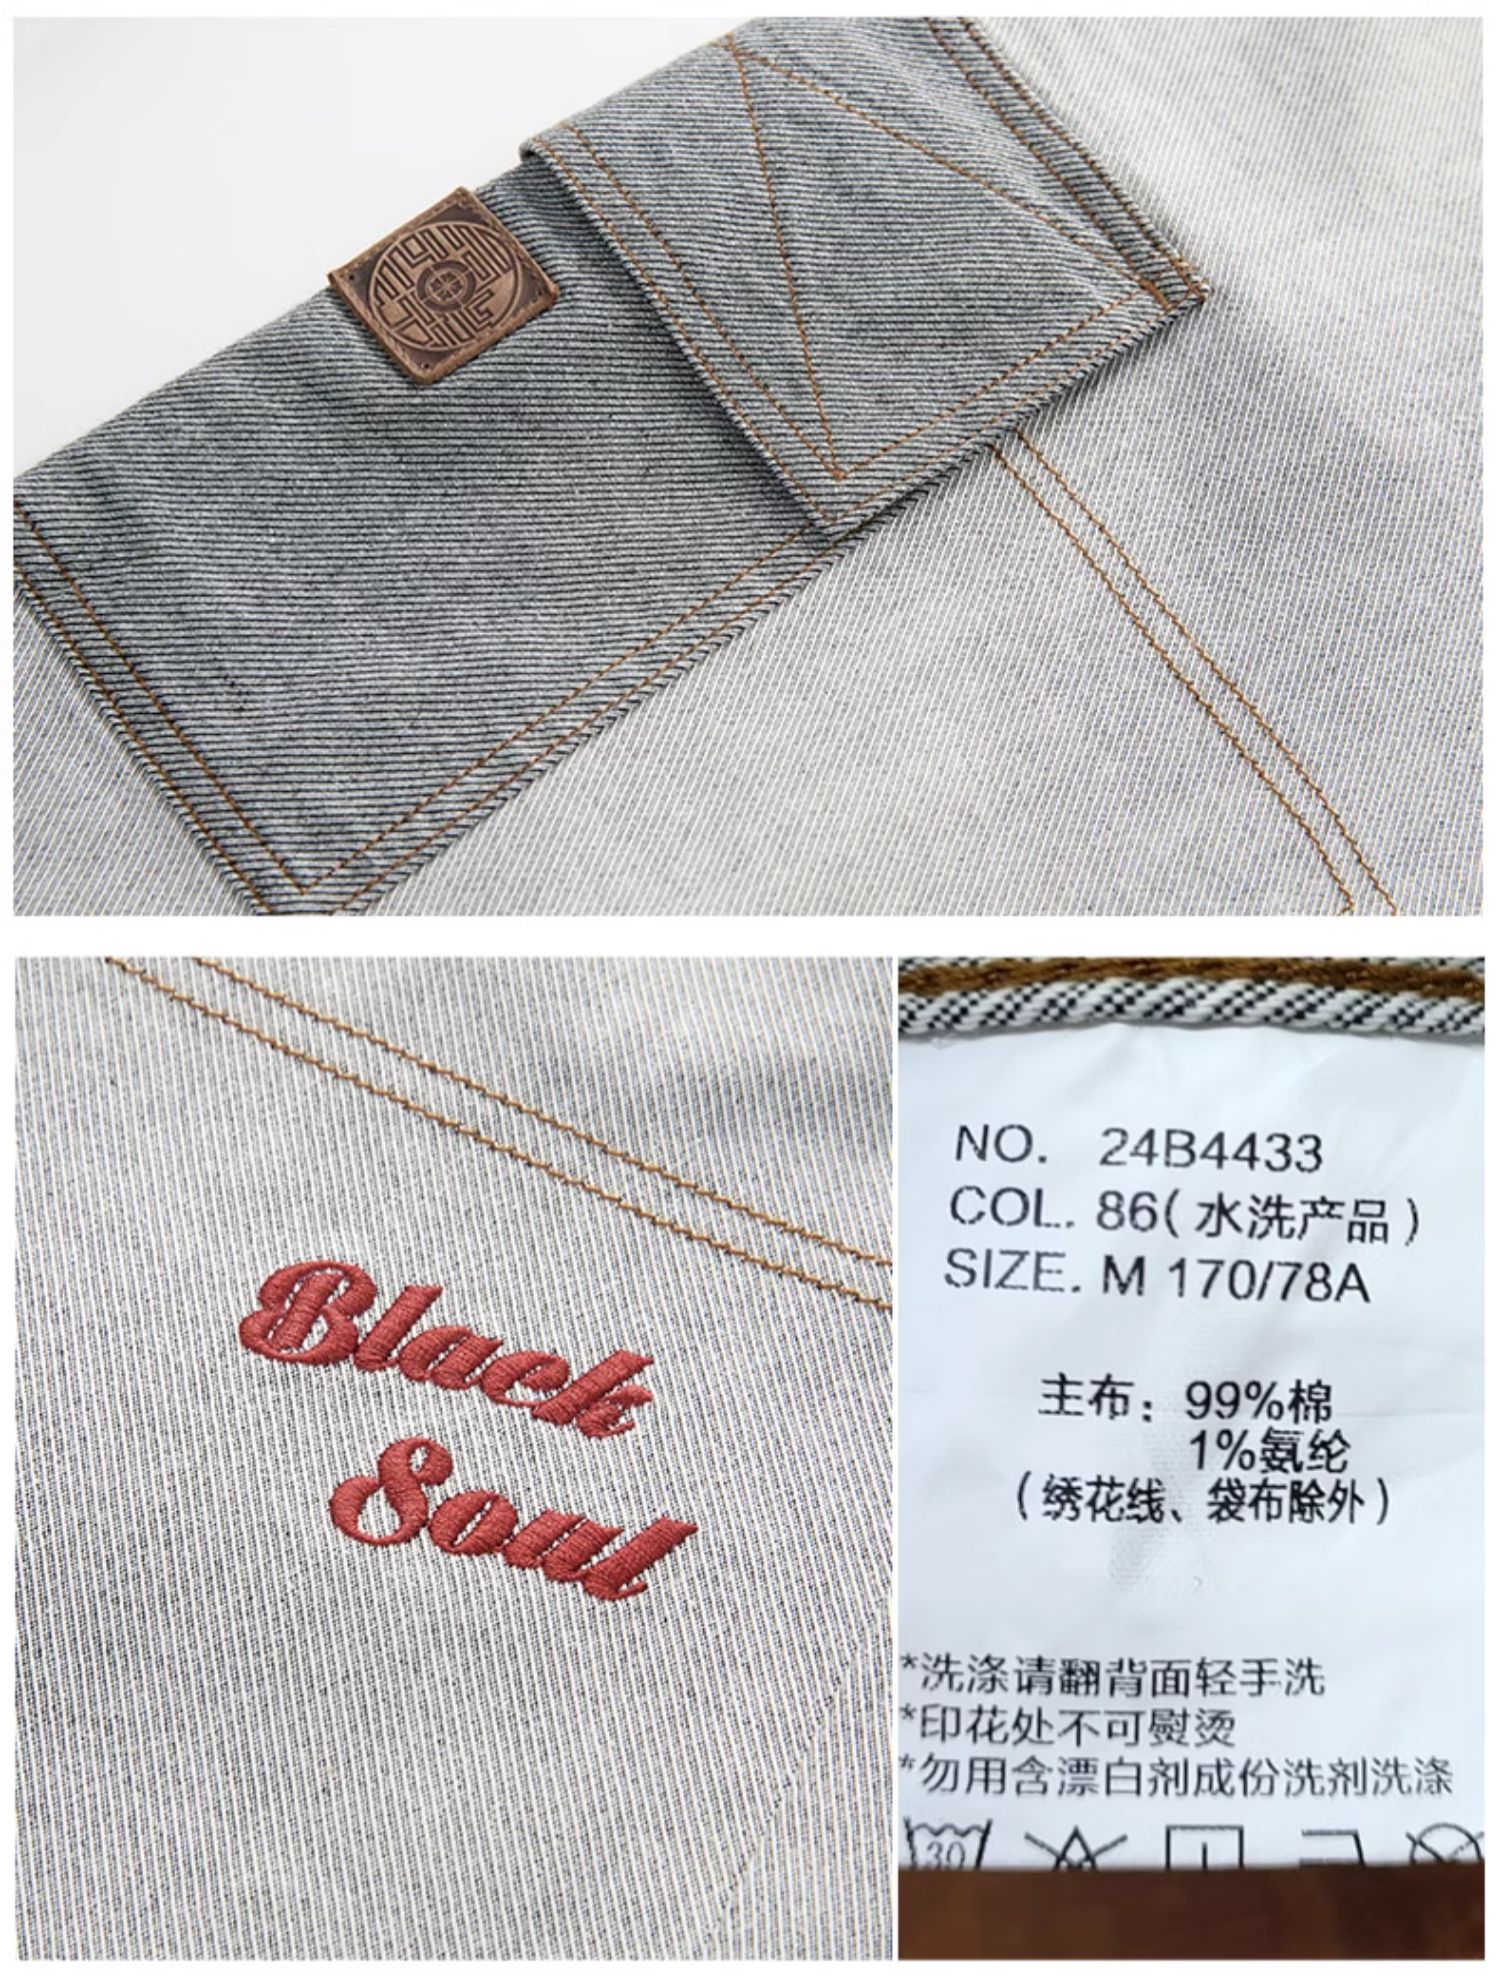 Black
Soul
NO. 24B4433
COL. 86(水洗产品)
SIZE. M 170/78A
主布：99%棉
1%氨纶
(绣花线、袋布除外)
*洗涤请翻背面轻手洗
*印花处不可熨烫
*勿用含漂白剂成份洗剂洗涤
30